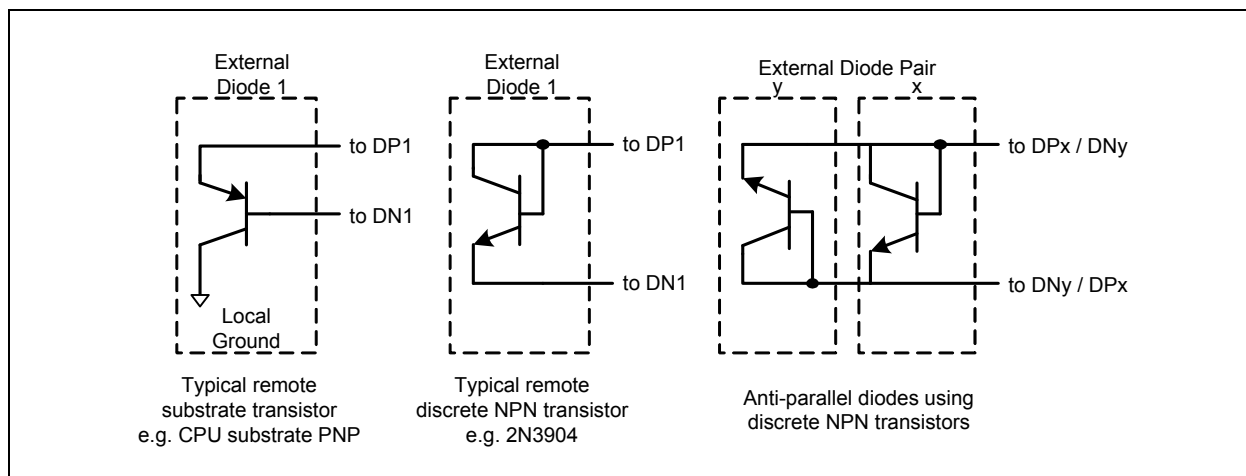 External
Diode 1
to DP1
to DN1
Local
Ground
Typical remote
substrate transistor
e.g. CPU substrate PNP
External
Diode 1
to DP1
to DN1
Typical remote
discrete NPN transistor
e.g. 2N3904
External Diode Pair
y
x
to DPx / DNy
to DNy / DPx
Anti-parallel diodes using
discrete NPN transistors